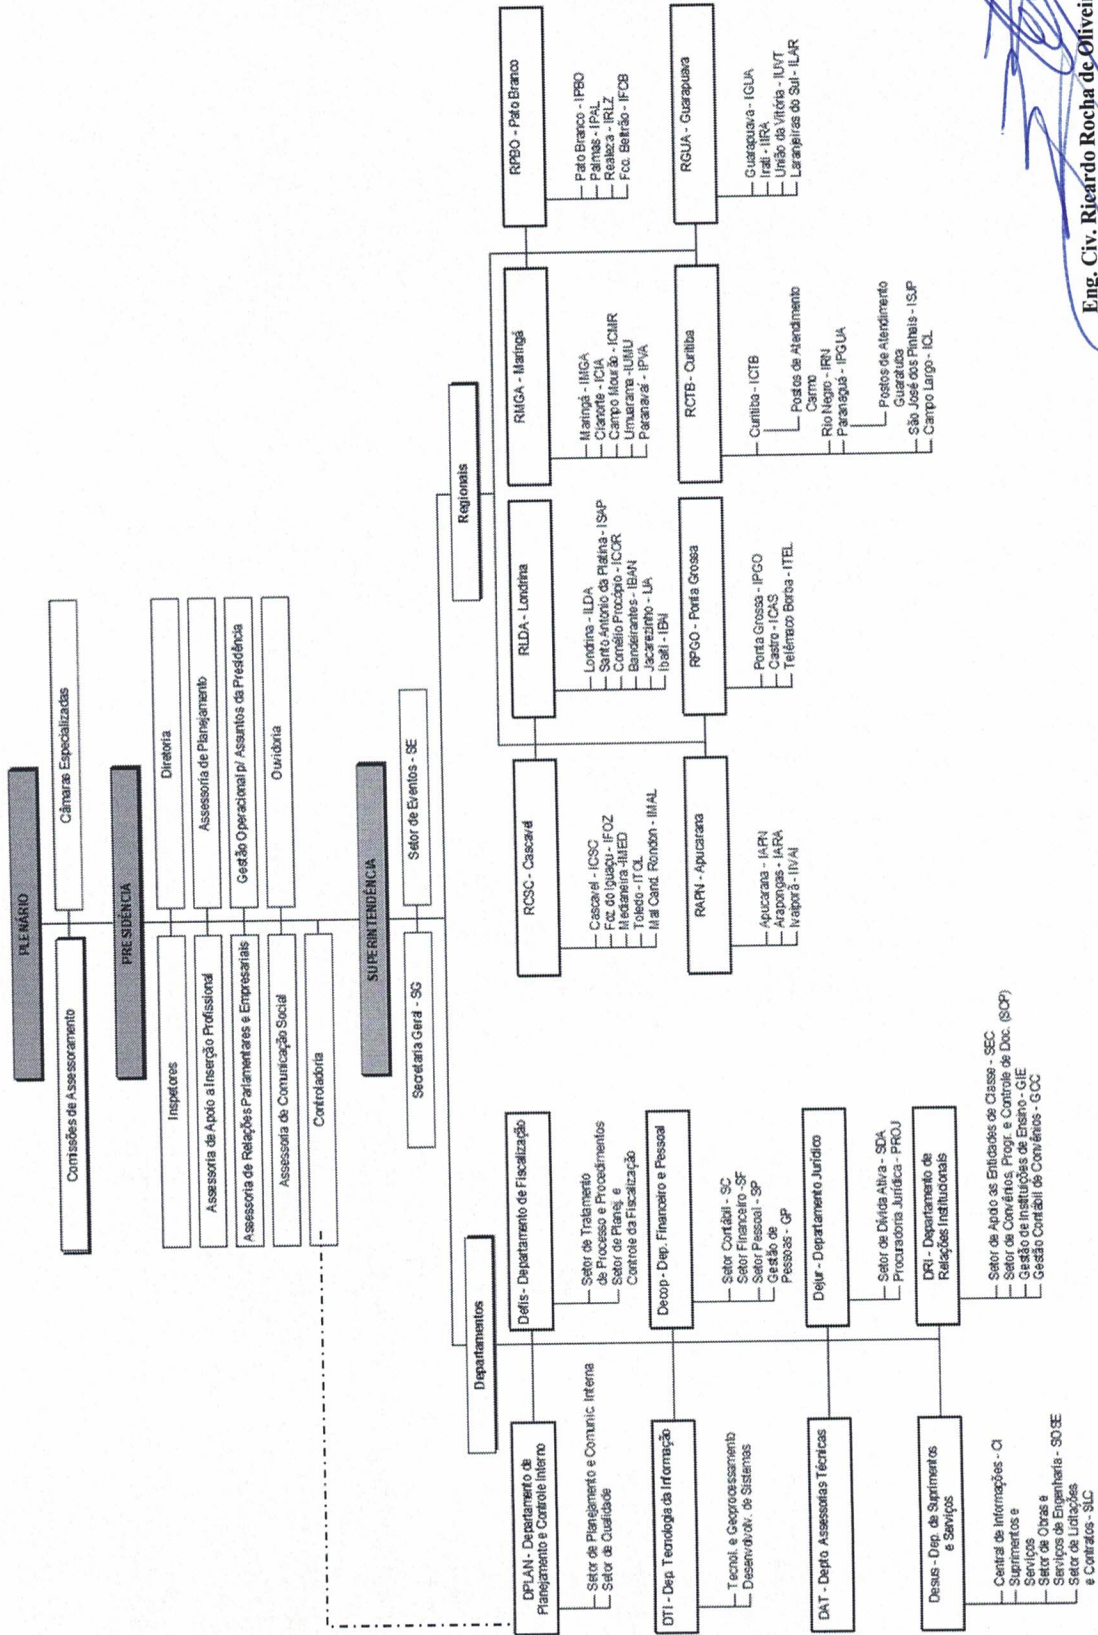 PLENÁRIO
Comissões de Assessoramento
Câmaras Especializadas
PRESIDÊNCIA
Inspetores
Diretoria
Assessoria de Apoio a Inserção Profissional
Assessoria de Planejamento
Assessoria de Relações Parlamentares e Empresariais
Gestão Operacional p/ Assuntos da Presidência
Assessoria de Comunicação Social
Ouvidoria
Controladoria
SUPERINTENDÊNCIA
Secretaria Geral - SG
Setor de Eventos - SE
Departamentos
DPLAN - Departamento de
Planejamento e Controle Interno
Setor de Planejamento e Comunic. Interna
Setor de Qualidade
Defis - Departamento de Fiscalização
Setor de Tratamento
de Processo e Procedimentos
Setor de Planej. e
Controle da Fiscalização
DTI - Dep. Tecnologia da Informação
Tecnol. e Geoprocessamento
Desenvolv. de Sistemas
Decop - Dep. Financeiro e Pessoal
Setor Contábil - SC
Setor Financeiro - SF
Setor Pessoal - SP
Gestão de
Pessoas - GP
DAT - Depto Assessorias Técnicas
Dejur - Departamento Jurídico
Setor de Dívida Ativa - SDA
Procuradoria Jurídica - PROJ
Desus - Dep. de Suprimentos
e Serviços
Central de Informações - CI
Suprimentos e
Serviços
Setor de Obras e
Serviços de Engenharia - SOSE
Setor de Licitações
e Contratos - SLC
DRI - Departamento de
Relações Institucionais
Setor de Apoio as Entidades de Classe - SEC
Setor de Convênios, Progr. e Controle de Doc. (SCP)
Gestão de Instituições de Ensino - GIE
Gestão Contábil de Convênios - GCC
Regionais
RCSC - Cascavel
Cascavel - ICSC
Foz do Iguaçu - IFOZ
Medianeira - IMED
Toledo - ITOL
Mal Cand. Rondon - IMAL
RLDA - Londrina
Londrina - ILDA
Santo Antonio da Platina - ISAP
Cornélio Procópio - ICOR
Bandeirantes - IBAN
Jacarezinho - IJA
Ibaiti - IBAI
RMGA - Maringá
Maringá - IMGA
Cianorte - ICIA
Campo Mourão - ICMR
Umuarama - IUMU
Paranavaí - IPVA
RPBO - Pato Branco
Pato Branco - IPBO
Palmas - IPAL
Realeza - IRLZ
Fco. Beltrão - IFCB
RAPN - Apucarana
Apucarana - IAPN
Arapongas - IARA
Ivaiporã - IIVAI
RPGO - Ponta Grossa
Ponta Grossa - IPGO
Castro - ICAS
Telêmaco Borba - ITEL
RCTB - Curitiba
Curitiba - ICTB
Postos de Atendimento
Carmo
Rio Negro - IRN
Paranaguá - IPGUA
Postos de Atendimento
Guaratuba
São José dos Pinhais - ISJP
Campo Largo - ICL
RGUA - Guarapuava
Guarapuava - IGUA
Irati - IIRA
União da Vitória - IUVT
Laranjeiras do Sul - ILAR
Eng. Civ. Ricardo Rocha de